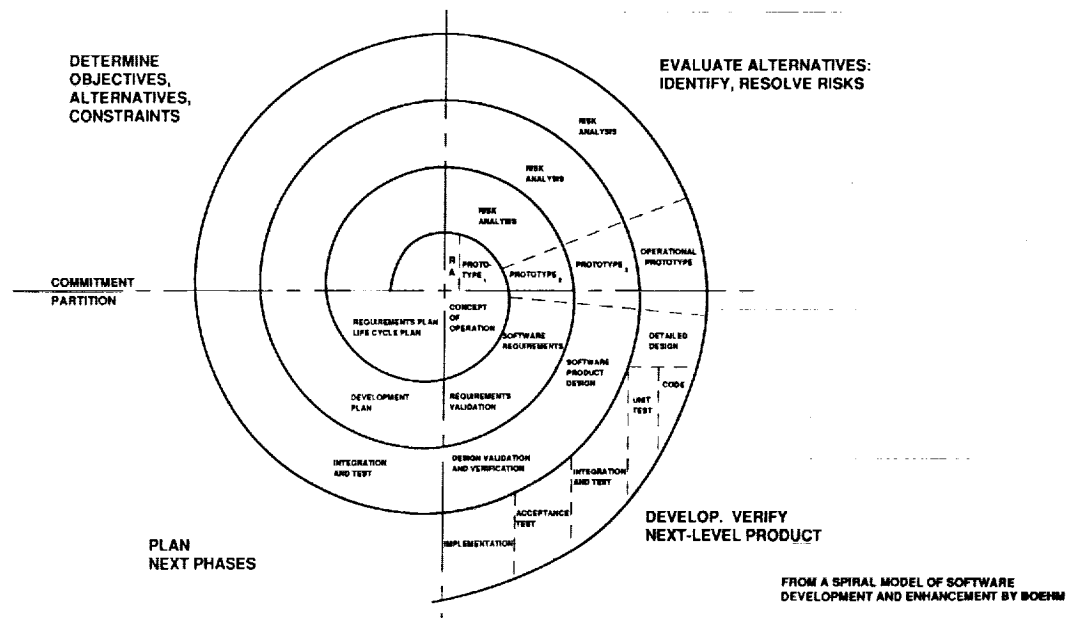 DETERMINE
OBJECTIVES,
ALTERNATIVES,
CONSTRAINTS
EVALUATE ALTERNATIVES:
IDENTIFY, RESOLVE RISKS
RISK
ANALYSIS
RISK
ANALYSIS
RISK
ANALYSIS
R
A
PROTO-
TYPE 1
PROTOTYPE 2
PROTOTYPE 3
OPERATIONAL
PROTOTYPE
COMMITMENT
PARTITION
REQUIREMENTS PLAN
LIFE CYCLE PLAN
CONCEPT
OF
OPERATION
SOFTWARE
REQUIREMENTS
SOFTWARE
PRODUCT
DESIGN
DETAILED
DESIGN
CODE
UNIT
TEST
DEVELOPMENT
PLAN
REQUIREMENTS
VALIDATION
INTEGRATION
AND TEST
DESIGN VALIDATION
AND VERIFICATION
INTEGRATION
AND TEST
ACCEPTANCE
TEST
IMPLEMENTATION
PLAN
NEXT PHASES
DEVELOP. VERIFY
NEXT-LEVEL PRODUCT
FROM A SPIRAL MODEL OF SOFTWARE
DEVELOPMENT AND ENHANCEMENT BY BOEHM